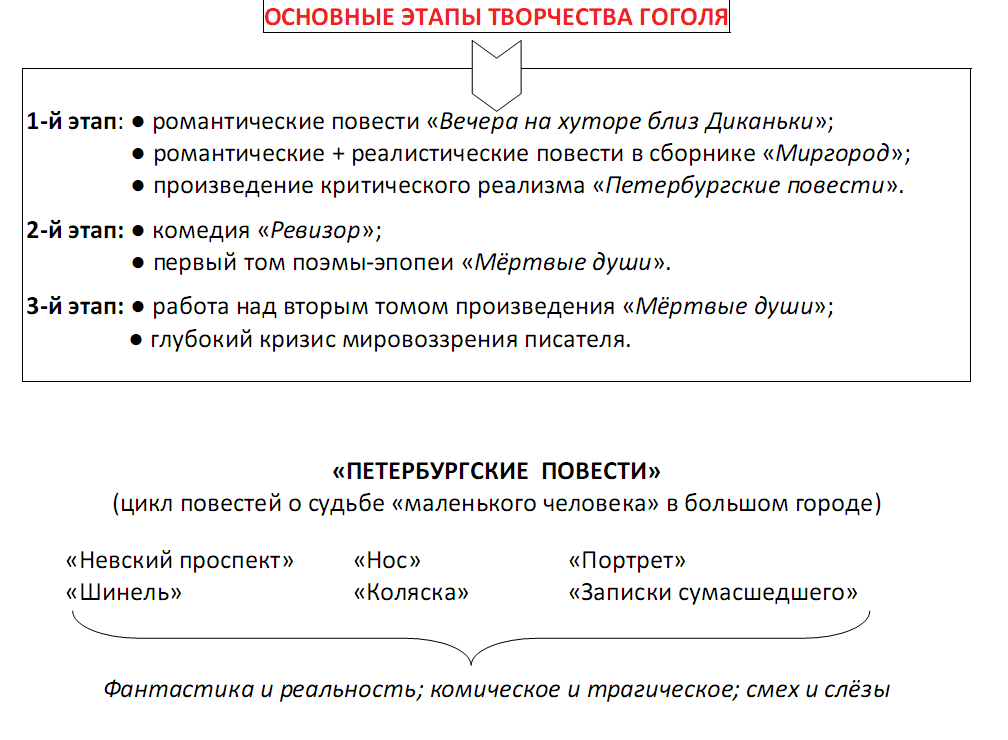 ОСНОВНЫЕ ЭТАПЫ ТВОРЧЕСТВА ГОГОЛЯ
1-й этап: ● романтические повести «Вечера на хуторе близ Диканьки»;
● романтические + реалистические повести в сборнике «Миргород»;
● произведение критического реализма «Петербургские повести».
2-й этап: ● комедия «Ревизор»;
● первый том поэмы-эпопеи «Мёртвые души».
3-й этап: ● работа над вторым томом произведения «Мёртвые души»;
● глубокий кризис мировоззрения писателя.
«ПЕТЕРБУРГСКИЕ ПОВЕСТИ»
(цикл повестей о судьбе «маленького человека» в большом городе)
«Невский проспект» «Нос» «Портрет»
«Шинель» «Коляска» «Записки сумасшедшего»
Фантастика и реальность; комическое и трагическое; смех и слёзы